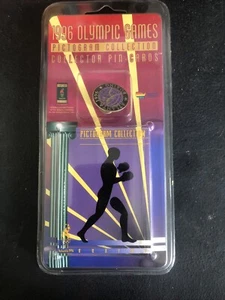 1996 OLYMPIC GAMES
PICTOGRAM COLLECTION
COLLECTOR PIN CARDS
PICTOGRAM COLLECTION